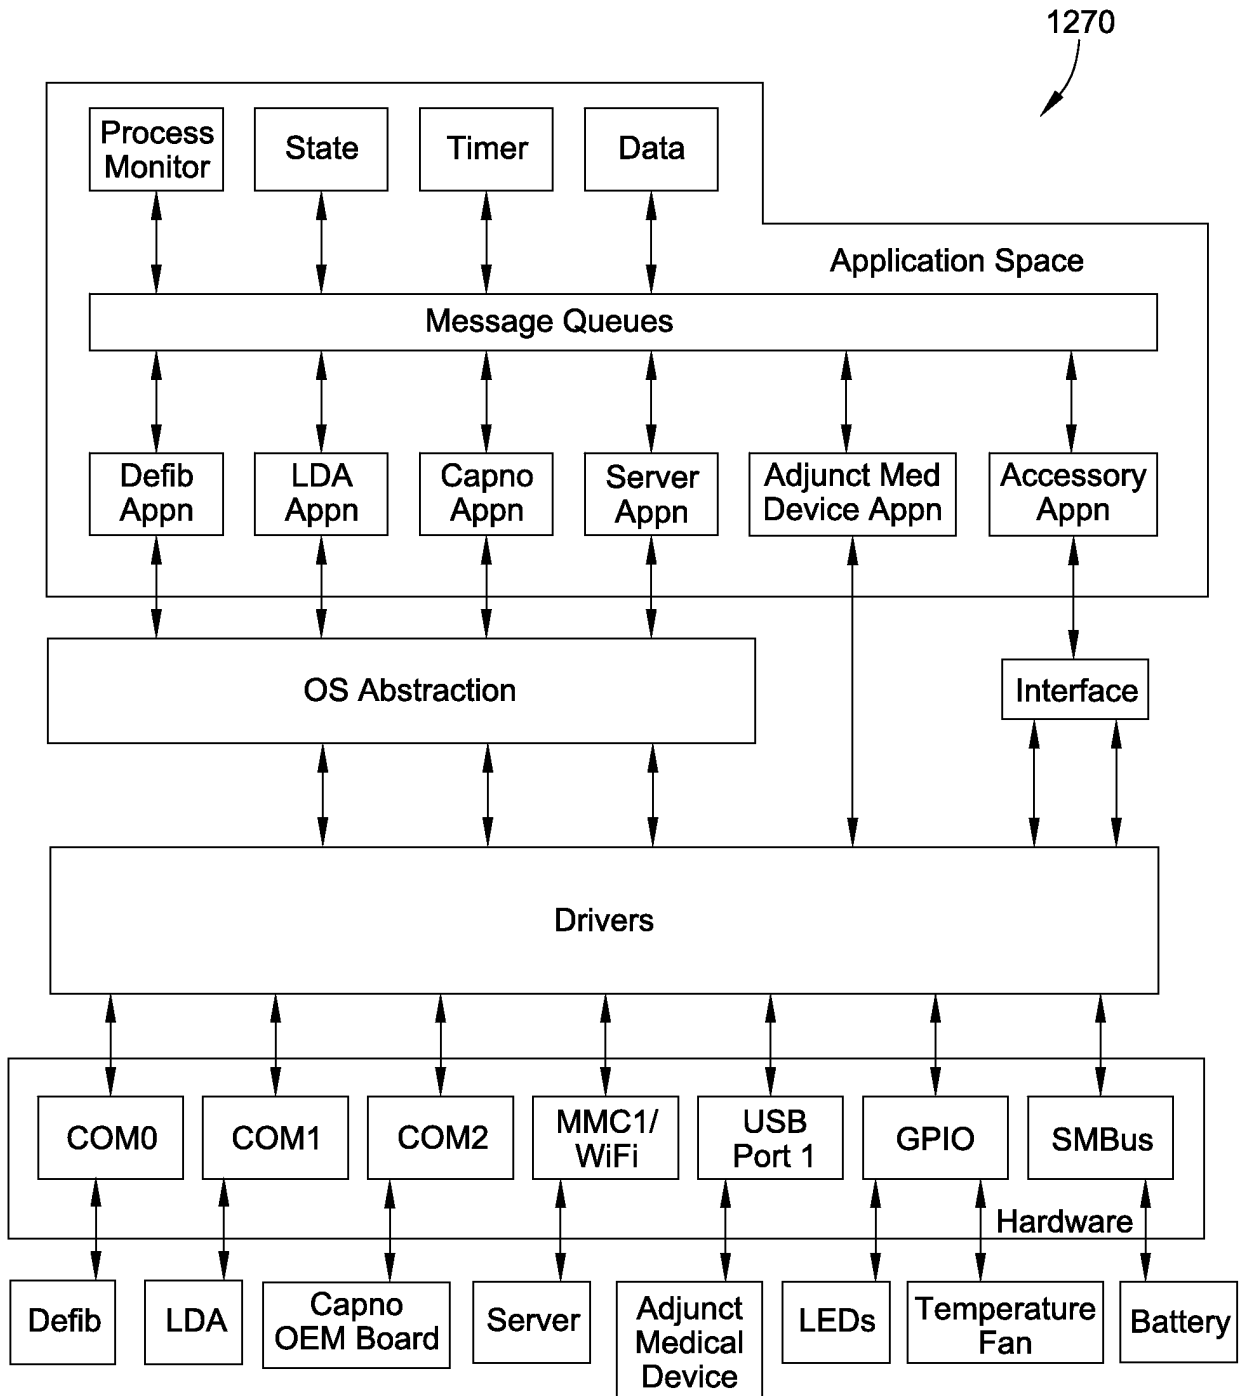 1270
Process
Monitor
State
Timer
Data
Application Space
Message Queues
Defib
Appn
LDA
Appn
Capno
Appn
Server
Appn
Adjunct Med
Device Appn
Accessory
Appn
OS Abstraction
Interface
Drivers
COM0
COM1
COM2
MMC1/
WiFi
USB
Port 1
GPIO
SMBus
Hardware
Defib
LDA
Capno
OEM Board
Server
Adjunct
Medical
Device
LEDs
Temperature
Fan
Battery